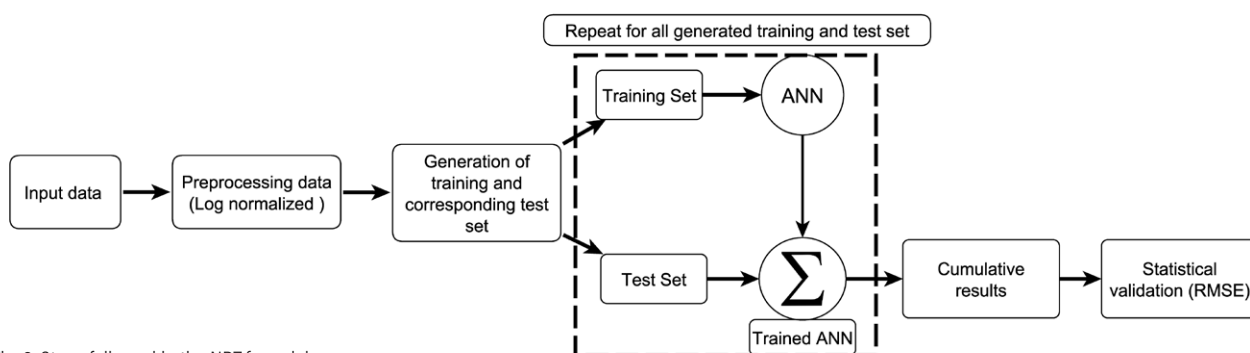 Repeat for all generated training and test set
Training Set
ANN
Input data
Preprocessing data
(Log normalized )
Generation of
training and
corresponding test
set
Test Set
Σ
Trained ANN
Cumulative
results
Statistical
validation (RMSE)